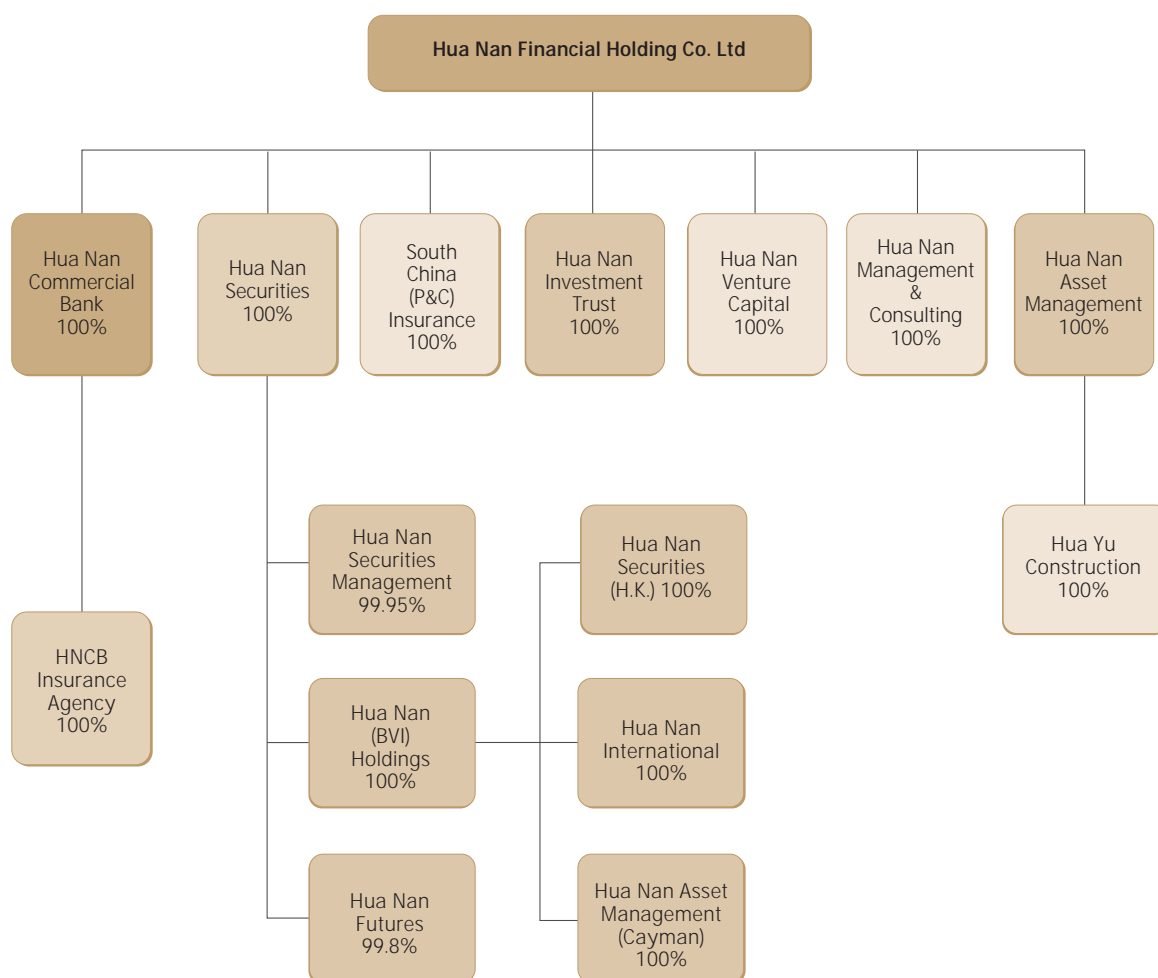 Hua Nan Financial Holding Co. Ltd
Hua Nan
Commercial
Bank
100%
Hua Nan
Securities
100%
South
China
(P&C)
Insurance
100%
Hua Nan
Investment
Trust
100%
Hua Nan
Venture
Capital
100%
Hua Nan
Management
&
Consulting
100%
Hua Nan
Asset
Management
100%
Hua Nan
Securities
Management
99.95%
Hua Nan
Securities
(H.K.) 100%
Hua Yu
Construction
100%
HNCB
Insurance
Agency
100%
Hua Nan
(BVI)
Holdings
100%
Hua Nan
International
100%
Hua Nan
Futures
99.8%
Hua Nan Asset
Management
(Cayman)
100%